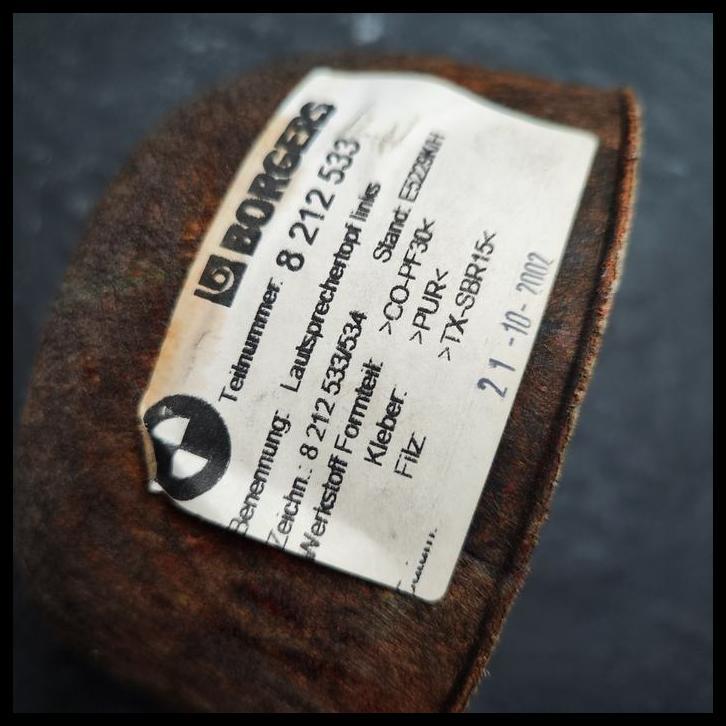 BORGERS
Teilnummer: 8 212 533
Benennung: Lautsprechertopf links
Zeichn.: 8 212 533/534 Stand: E5229KH
Werkstoff Formteil: >CO-PF30<
Kleber: >PUR<
Filz: >TX-SBR15<
21-10-2002